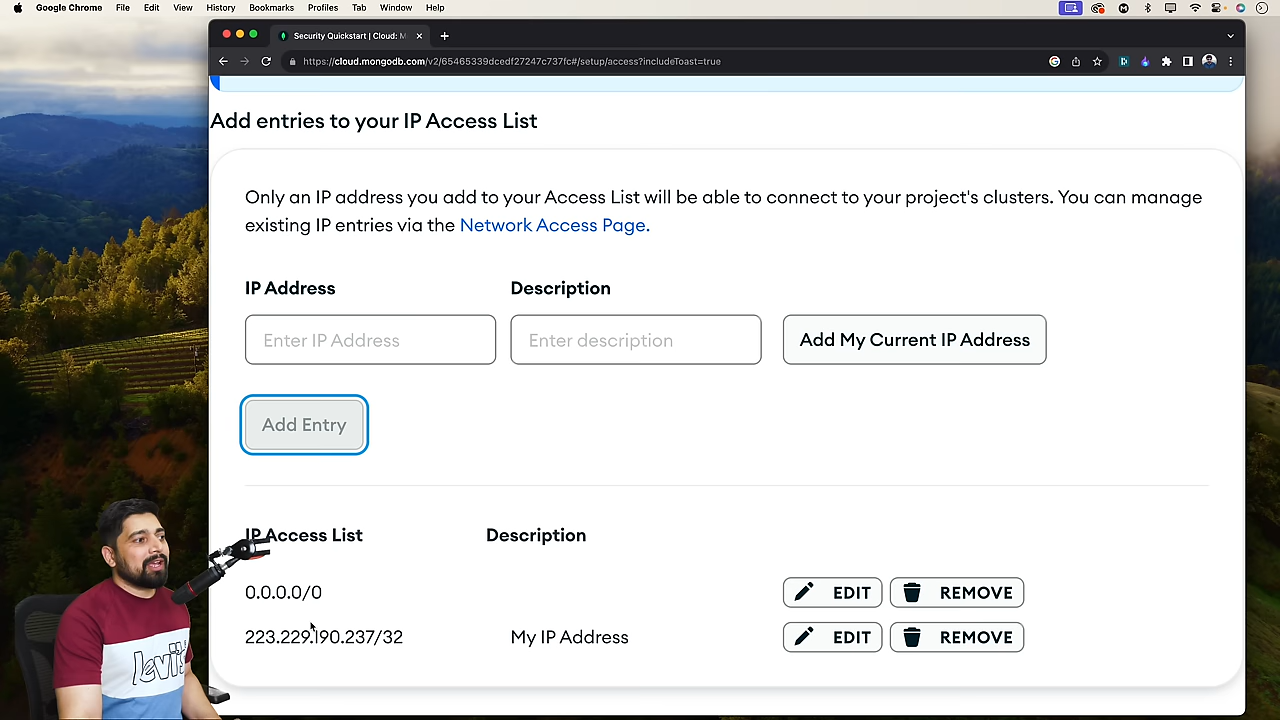 Google Chrome File Edit View History Bookmarks Profiles Tab Window Help
Security Quickstart | Cloud: M
https://cloud.mongodb.com/v2/65465339dcedf27247c737fc#/setup/access?includeToast=true
Add entries to your IP Access List
Only an IP address you add to your Access List will be able to connect to your project's clusters. You can manage
existing IP entries via the Network Access Page.
IP Address Description
Enter IP Address Enter description Add My Current IP Address
Add Entry
IP Access List Description
0.0.0.0/0 EDIT REMOVE
223.229.190.237/32 My IP Address EDIT REMOVE
Levi's